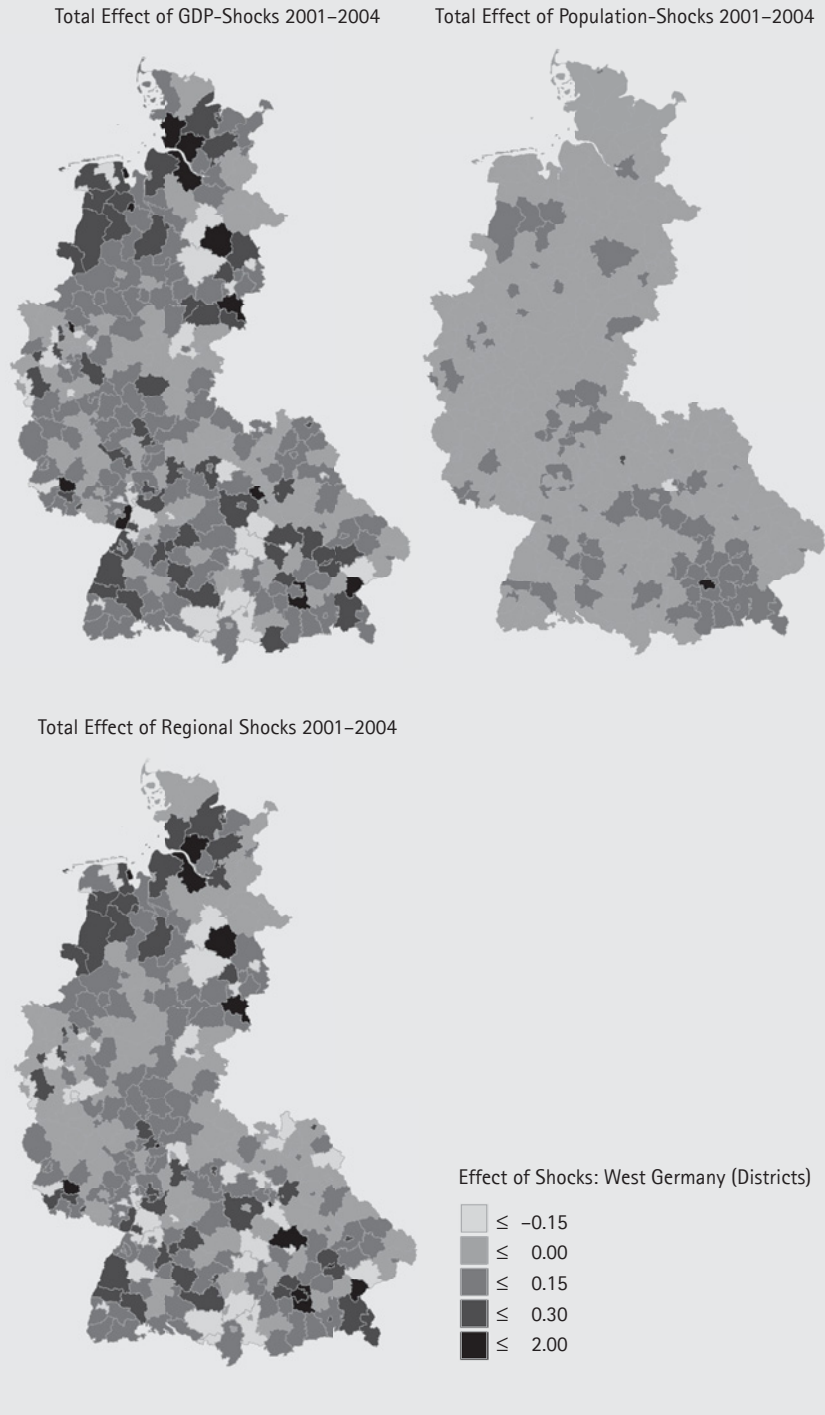 Total Effect of GDP-Shocks 2001–2004
Total Effect of Population-Shocks 2001–2004
Total Effect of Regional Shocks 2001–2004
Effect of Shocks: West Germany (Districts)
≤ −0.15
≤ 0.00
≤ 0.15
≤ 0.30
≤ 2.00